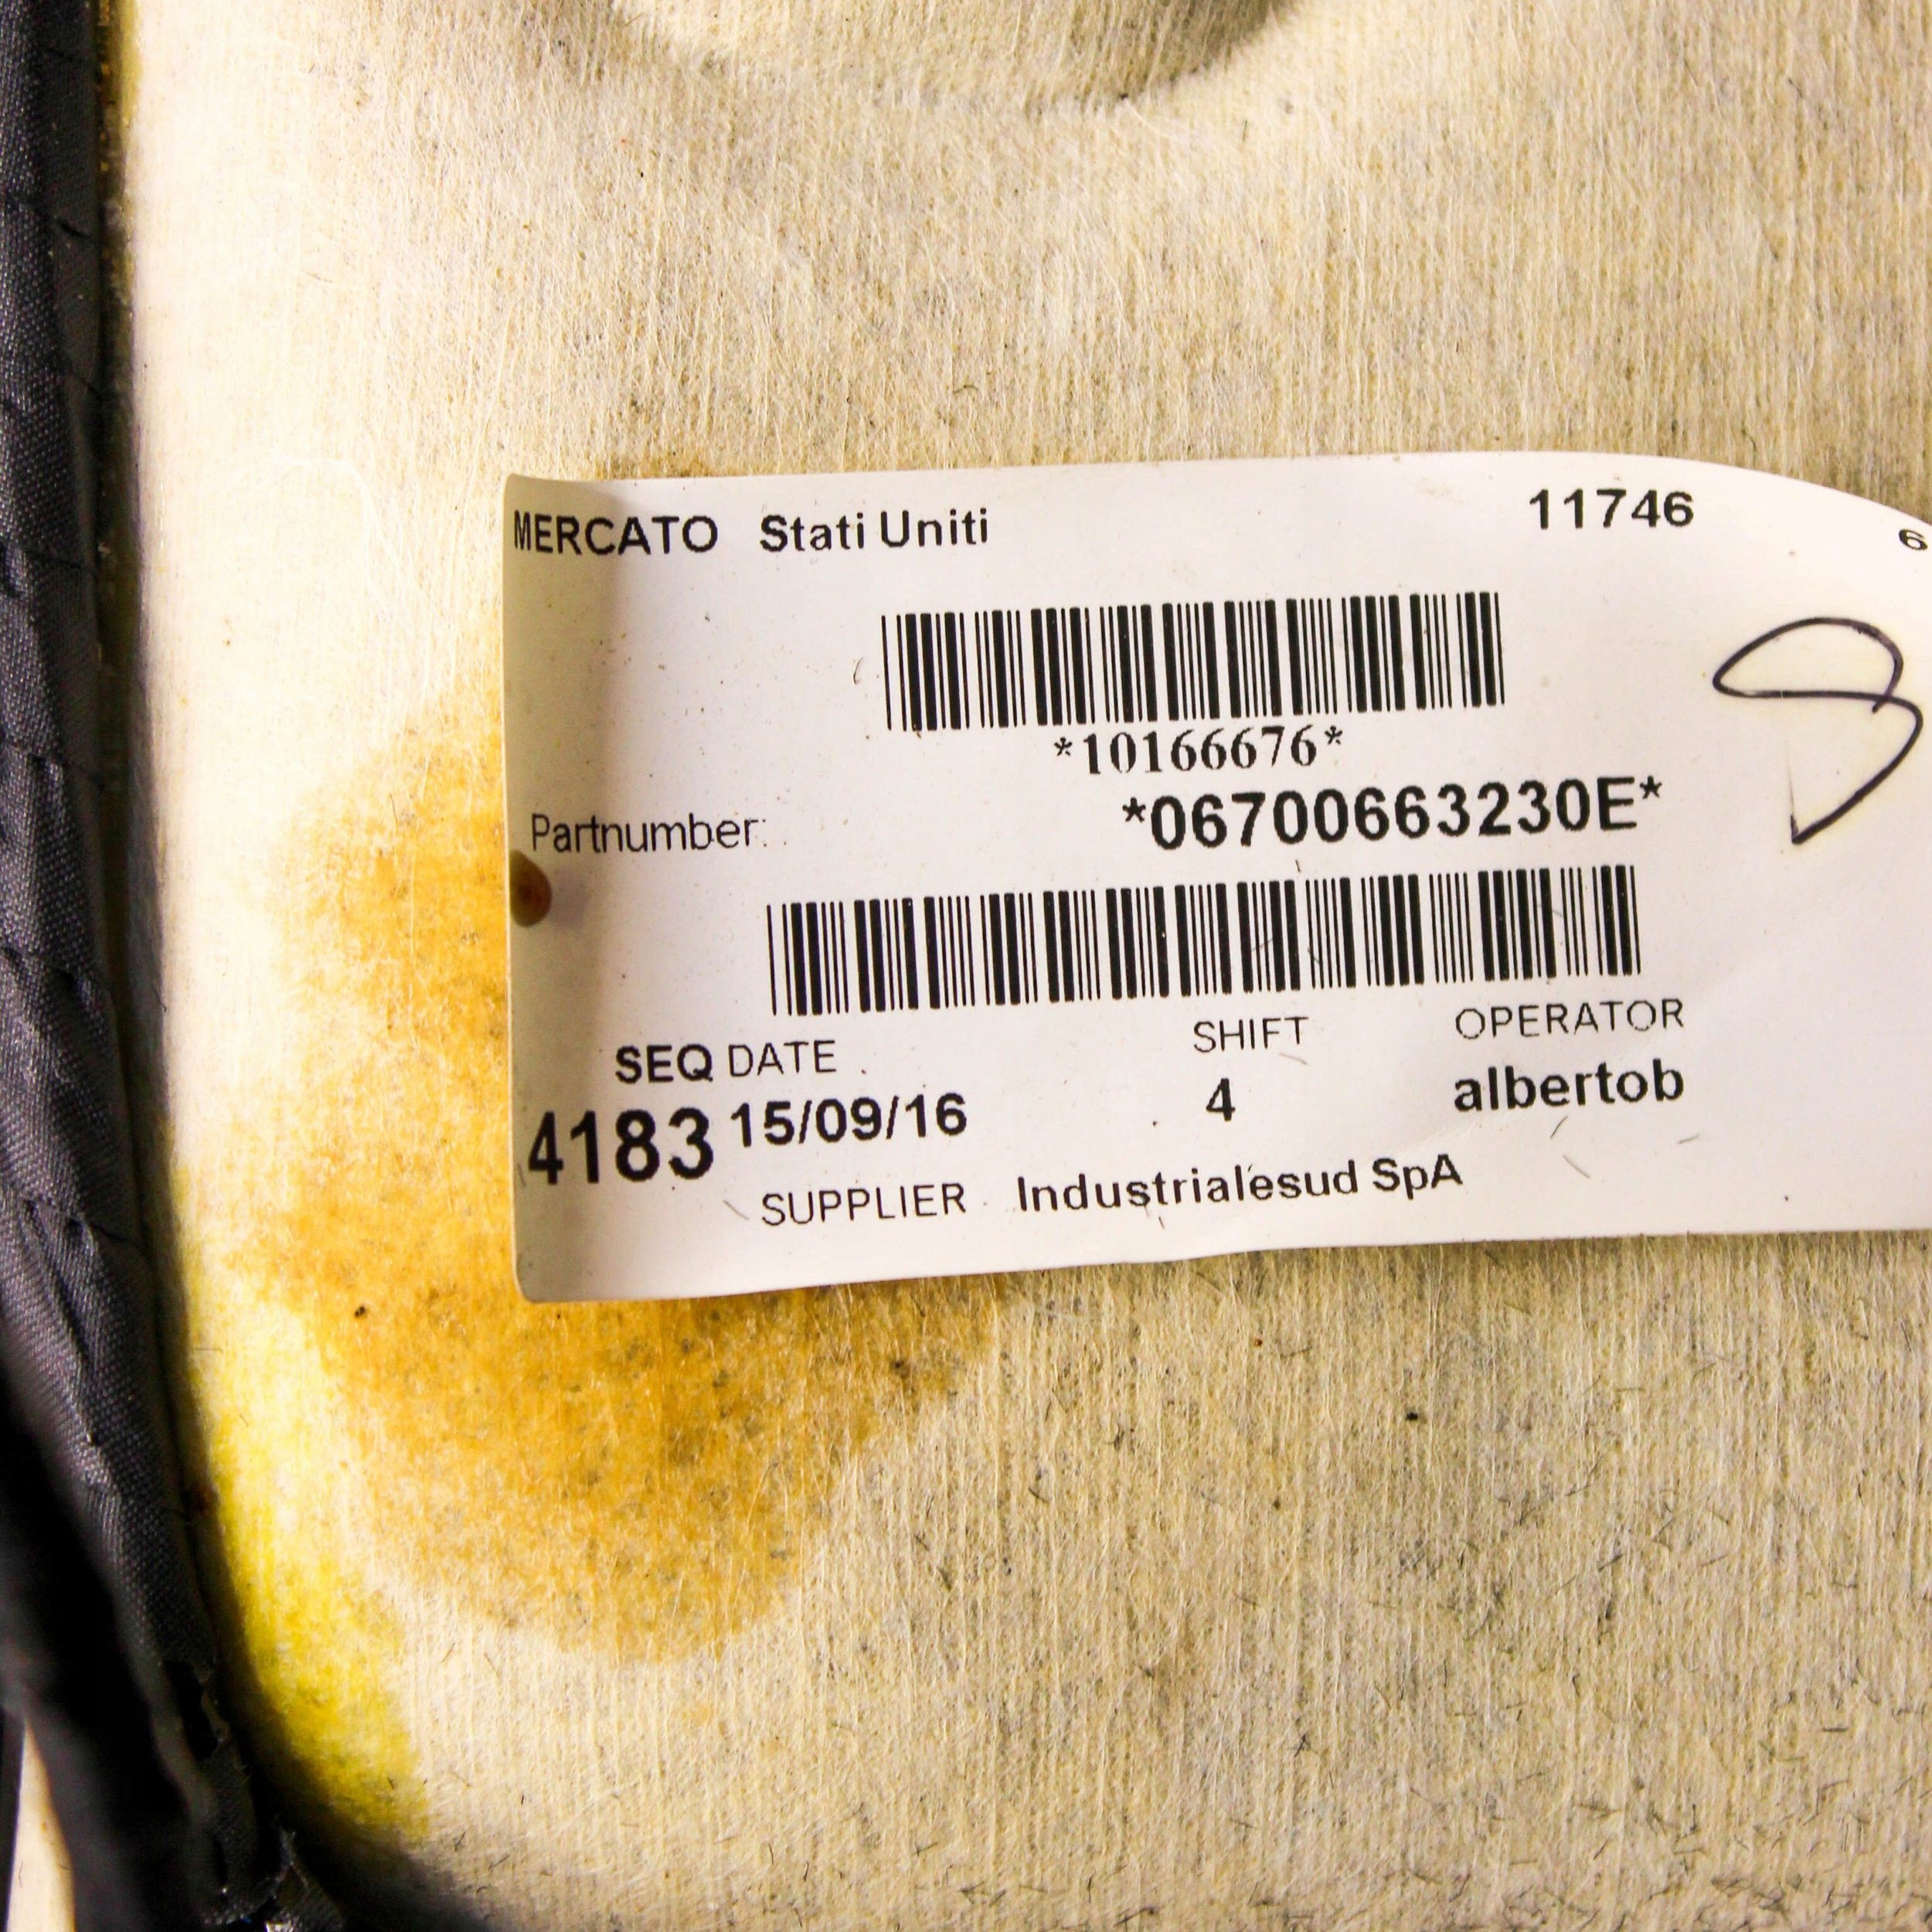 MERCATO Stati Uniti 11746 6
*10166676*
Partnumber: *06700663230E*
SEQ DATE SHIFT OPERATOR
4183 15/09/16 4 albertob
SUPPLIER Industrialesud SpA